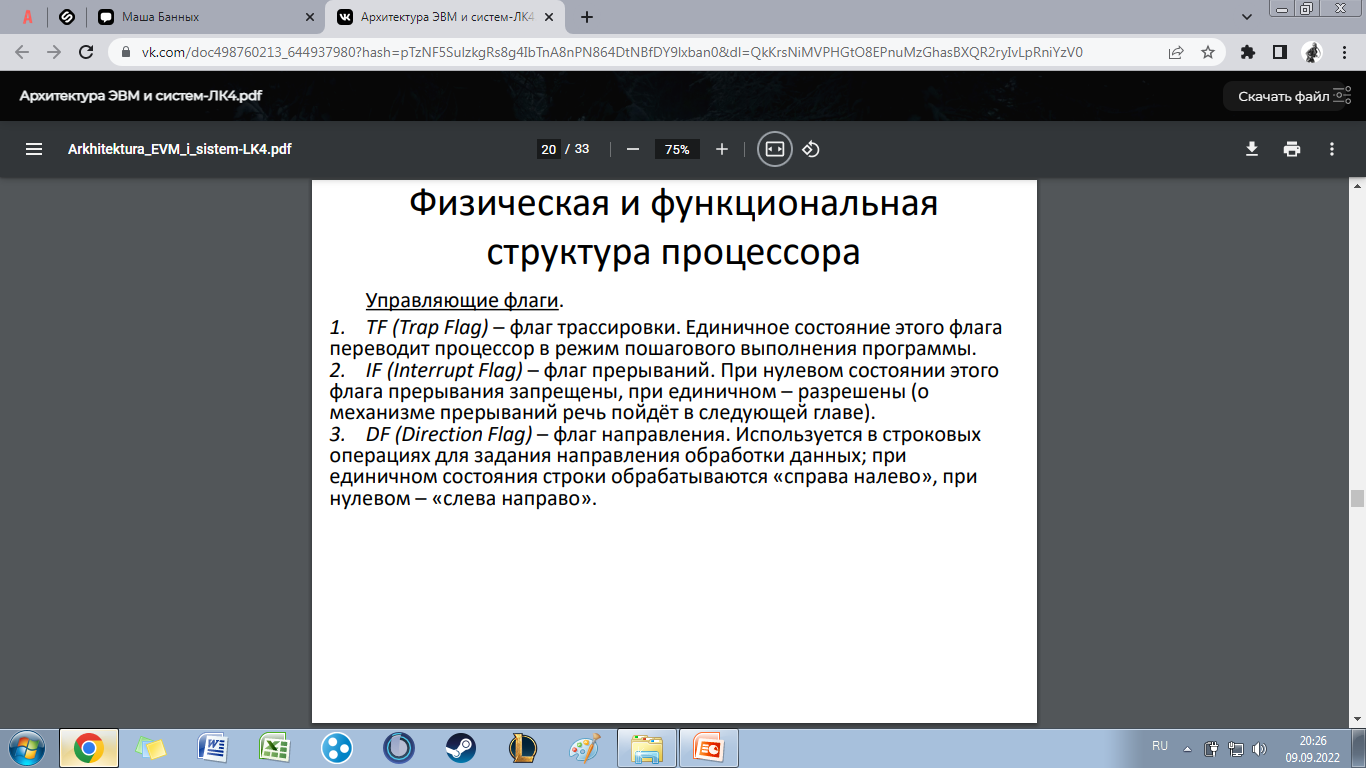 Маша Банных
Архитектура ЭВМ и систем-ЛК4
vk.com/doc498760213_644937980?hash=pTzNF5SulzkgRs8g4IbTnA8nPN864DtNBfDY9lxban0&dl=QkKrsNiMVPHGtO8EPnuMzGhasBXQR2ryIvLpRniYzV0
Архитектура ЭВМ и систем-ЛК4.pdf
Скачать файл
Arkhitektura_EVM_i_sistem-LK4.pdf
20 / 33
75%
Физическая и функциональная
структура процессора
Управляющие флаги.
1. TF (Trap Flag) – флаг трассировки. Единичное состояние этого флага
переводит процессор в режим пошагового выполнения программы.
2. IF (Interrupt Flag) – флаг прерываний. При нулевом состоянии этого
флага прерывания запрещены, при единичном – разрешены (о
механизме прерываний речь пойдёт в следующей главе).
3. DF (Direction Flag) – флаг направления. Используется в строковых
операциях для задания направления обработки данных; при
единичном состояния строки обрабатываются «справа налево», при
нулевом – «слева направо».
RU
20:26
09.09.2022